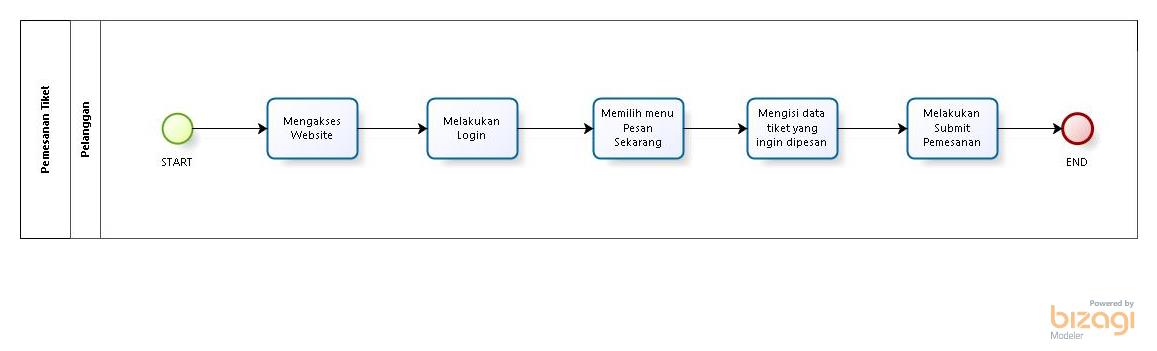 Pemesanan Tiket
Pelanggan
START
Mengakses
Website
Melakukan
Login
Memilih menu
Pesan
Sekarang
Mengisi data
tiket yang
ingin dipesan
Melakukan
Submit
Pemesanan
END
Powered by
bizagi
Modeler